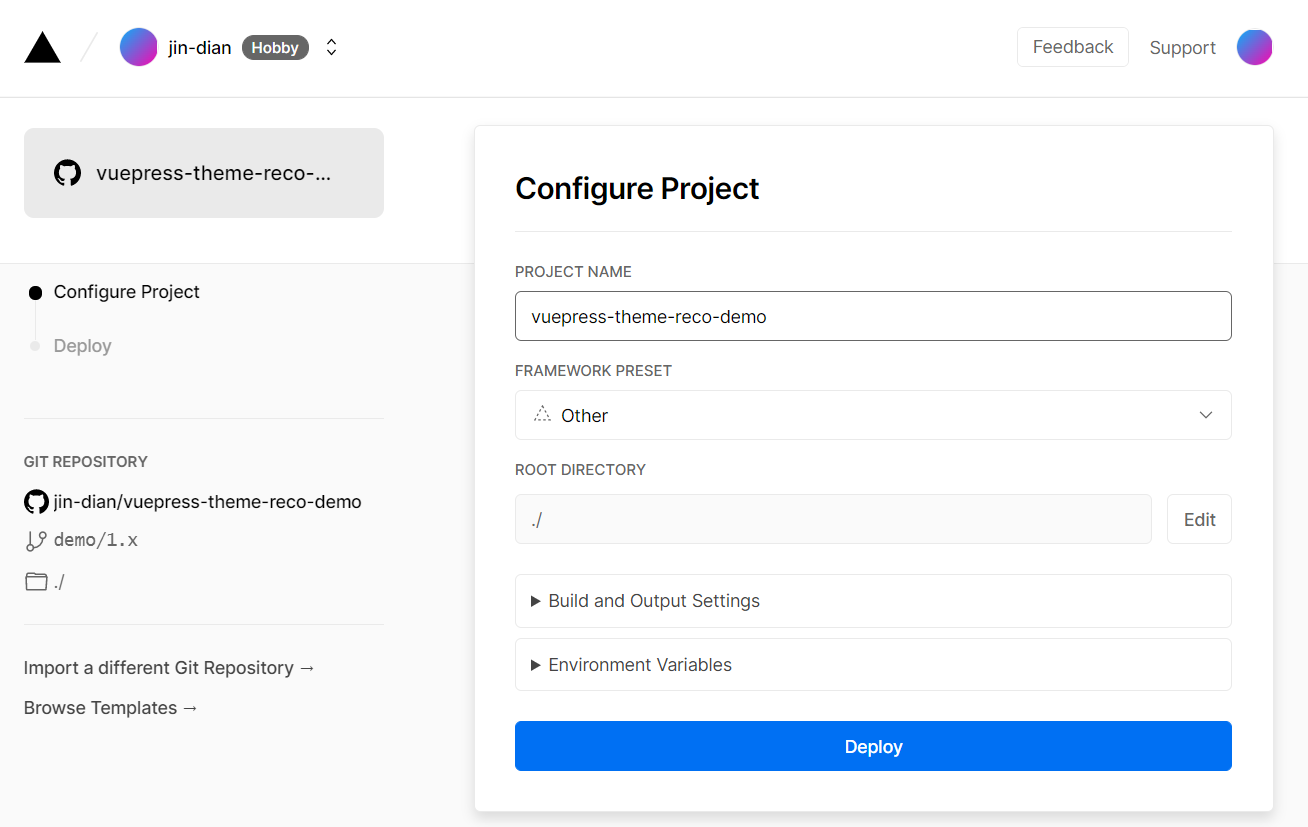 jin-dian Hobby
Feedback Support
vuepress-theme-reco-...
Configure Project
Deploy
GIT REPOSITORY
jin-dian/vuepress-theme-reco-demo
demo/1.x
./
Import a different Git Repository →
Browse Templates →
Configure Project
PROJECT NAME
vuepress-theme-reco-demo
FRAMEWORK PRESET
Other
ROOT DIRECTORY
./ Edit
Build and Output Settings
Environment Variables
Deploy